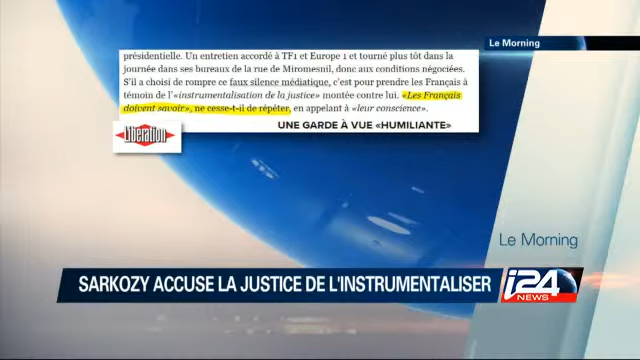 Le Morning
présidentielle. Un entretien accordé à TF1 et Europe 1 et tourné plus tôt dans la
journée dans ses bureaux de la rue de Miromesnil, donc aux conditions négociées.
S'il a choisi de rompre ce faux silence médiatique, c'est pour prendre les Français à
témoin de l'«instrumentalisation de la justice» montée contre lui. «Les Français
doivent savoir», ne cesse-t-il de répéter, en appelant à «leur conscience».
UNE GARDE À VUE «HUMILIANTE»
Libération
Le Morning
SARKOZY ACCUSE LA JUSTICE DE L'INSTRUMENTALISER
i24
NEWS